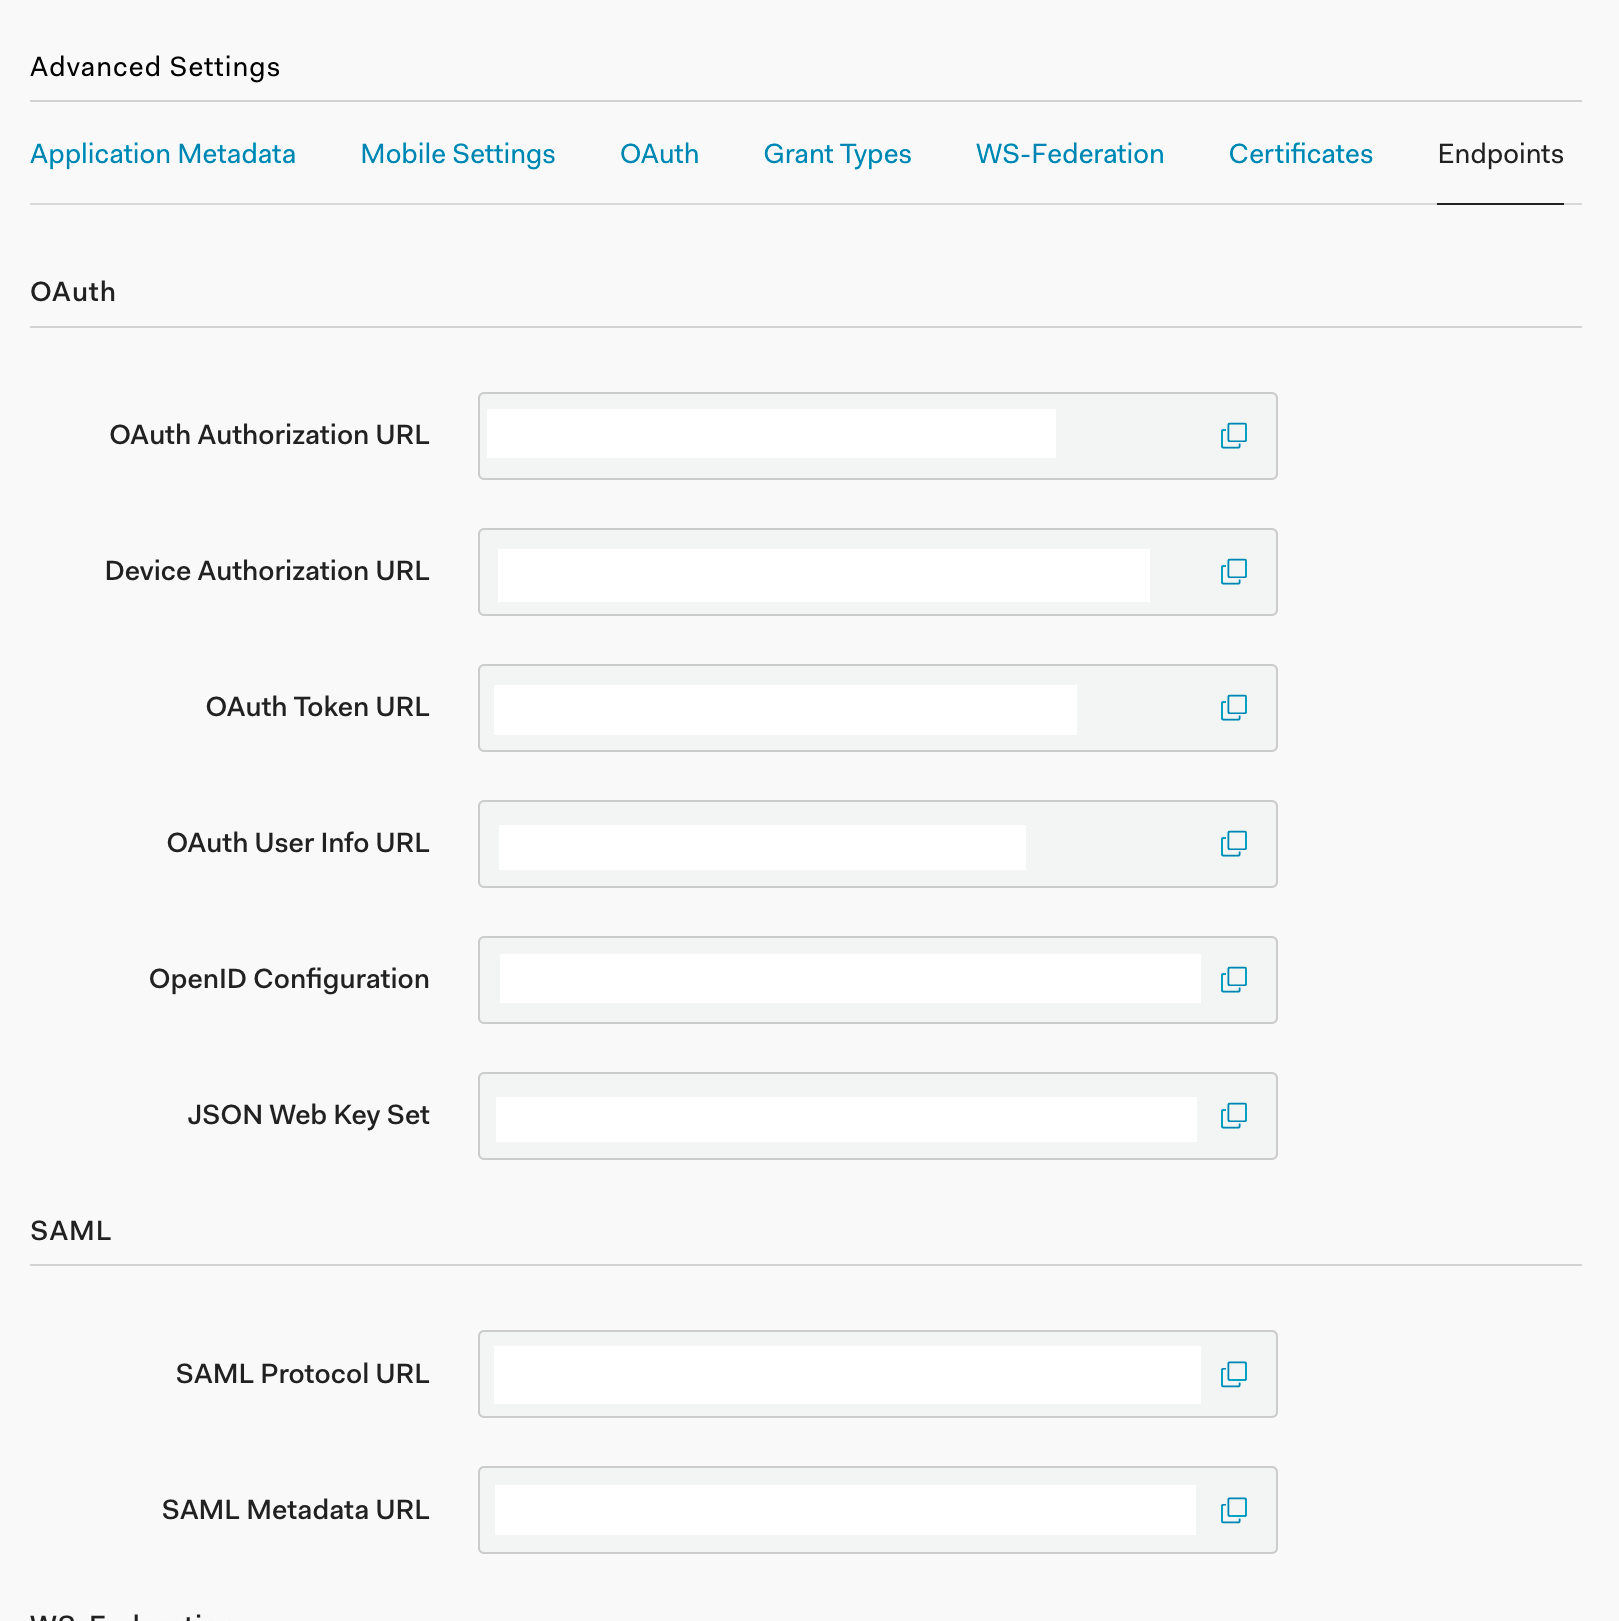 Advanced Settings
Application Metadata Mobile Settings OAuth Grant Types WS-Federation Certificates Endpoints
OAuth
OAuth Authorization URL
Device Authorization URL
OAuth Token URL
OAuth User Info URL
OpenID Configuration
JSON Web Key Set
SAML
SAML Protocol URL
SAML Metadata URL